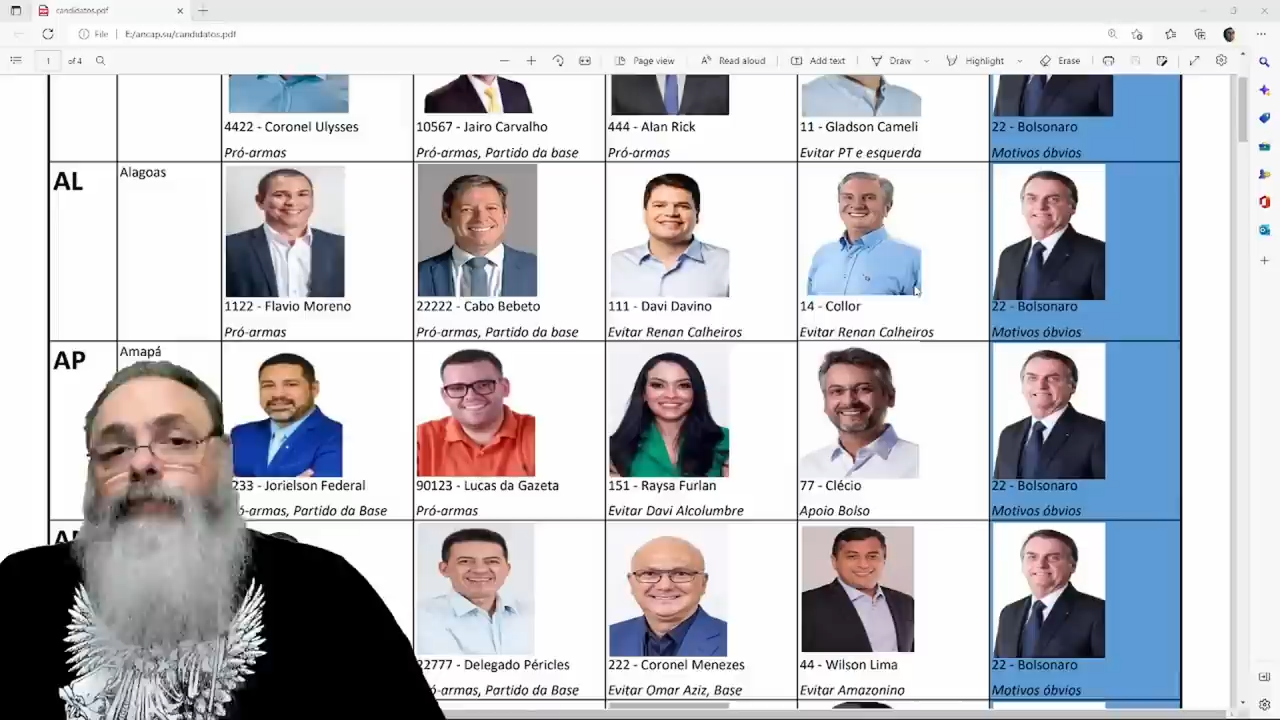 candidatos.pdf
File
E:/ancap.su/candidatos.pdf
1 of 4
Page view
Read aloud
Add text
Draw
Highlight
Erase
4422 - Coronel Ulysses
10567 - Jairo Carvalho
444 - Alan Rick
11 - Gladson Cameli
22 - Bolsonaro
Pró-armas
Pró-armas, Partido da base
Pró-armas
Evitar PT e esquerda
Motivos óbvios
AL
Alagoas
1122 - Flavio Moreno
22222 - Cabo Bebeto
111 - Davi Davino
14 - Collor
22 - Bolsonaro
Pró-armas
Pró-armas, Partido da base
Evitar Renan Calheiros
Evitar Renan Calheiros
Motivos óbvios
AP
Amapá
233 - Jorielson Federal
90123 - Lucas da Gazeta
151 - Raysa Furlan
77 - Clécio
22 - Bolsonaro
ó-armas, Partido da Base
Pró-armas
Evitar Davi Alcolumbre
Apoio Bolso
Motivos óbvios
22777 - Delegado Péricles
222 - Coronel Menezes
44 - Wilson Lima
22 - Bolsonaro
ó-armas, Partido da Base
Evitar Omar Aziz, Base
Evitar Amazonino
Motivos óbvios